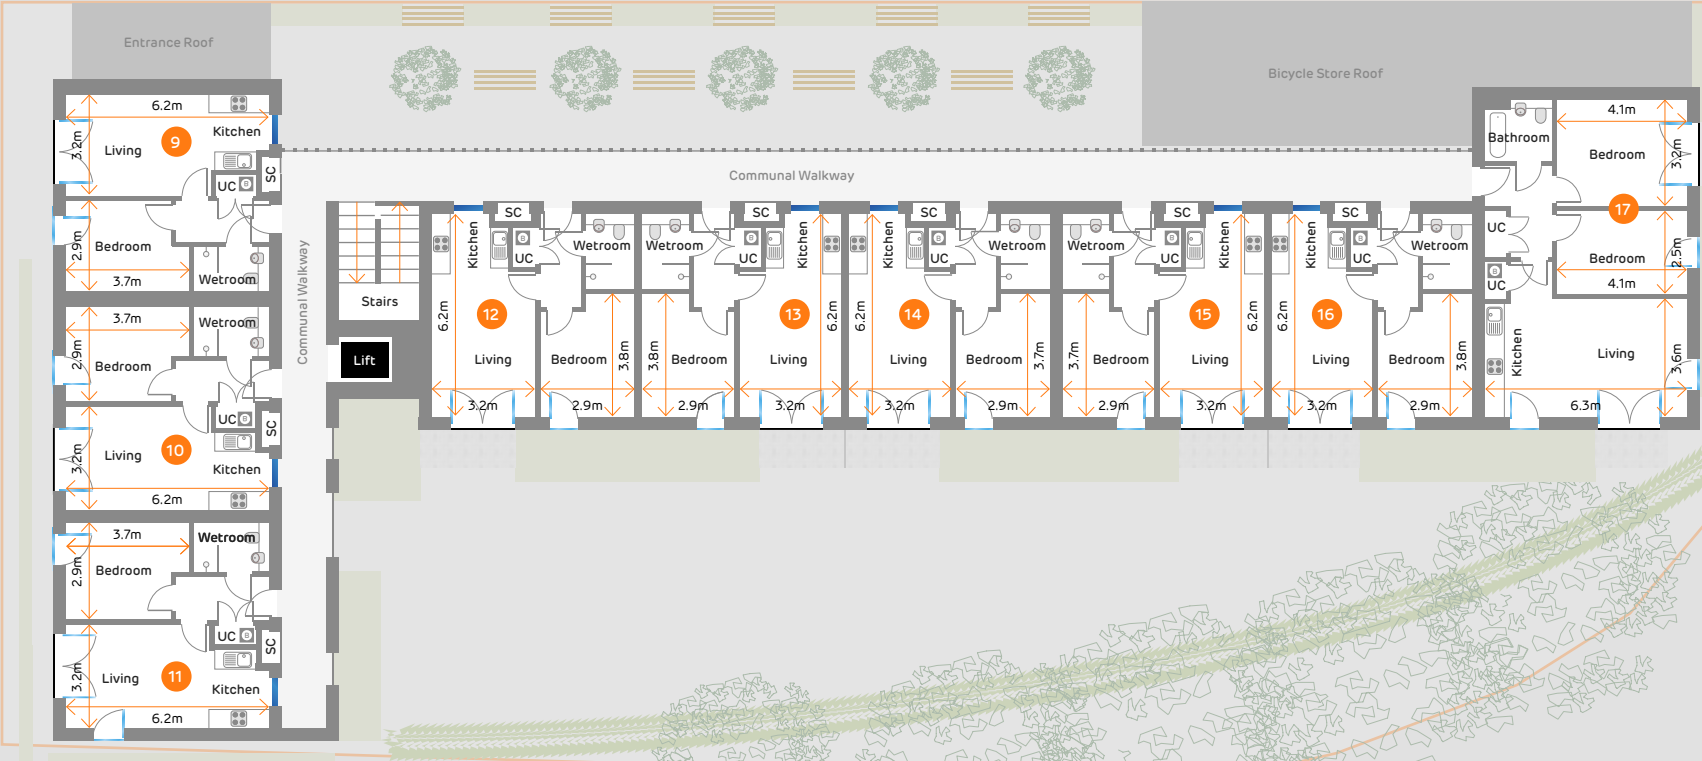 Entrance Roof
Bicycle Store Roof
Communal Walkway
Communal Walkway
6.2m
Kitchen
3.2m
Living
9
SC
UC
B
2.9m
Bedroom
3.7m
Wetroom
3.7m
Wetroom
2.9m
Bedroom
UC
B
SC
3.2m
Living
10
Kitchen
6.2m
3.7m
Wetroom
2.9m
Bedroom
UC
B
SC
3.2m
Living
11
Kitchen
6.2m
Stairs
Lift
SC
Kitchen
B
UC
Wetroom
6.2m
12
Living
Bedroom
3.8m
3.2m
2.9m
Wetroom
B
UC
SC
Kitchen
3.8m
Bedroom
13
6.2m
Living
2.9m
3.2m
SC
Kitchen
B
UC
Wetroom
6.2m
14
Living
Bedroom
3.7m
3.2m
2.9m
Wetroom
B
UC
SC
Kitchen
3.7m
Bedroom
15
6.2m
Living
2.9m
3.2m
SC
Kitchen
B
UC
Wetroom
6.2m
16
Living
Bedroom
3.8m
3.2m
2.9m
Bathroom
4.1m
Bedroom
3.2m
17
UC
Bedroom
2.5m
4.1m
B
UC
Kitchen
Living
3.6m
6.3m